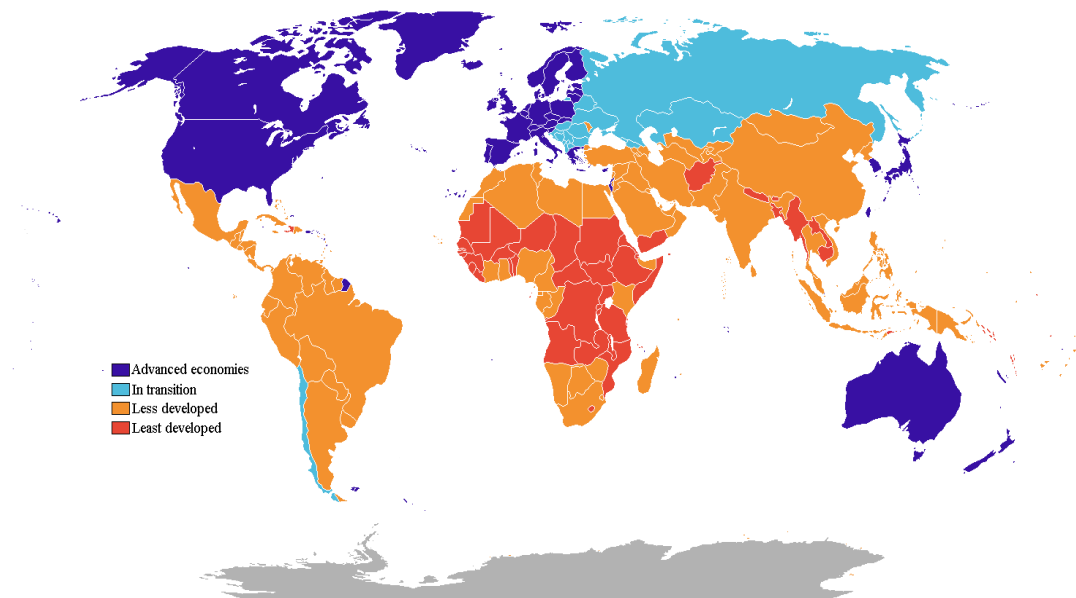 Advanced economies
In transition
Less developed
Least developed